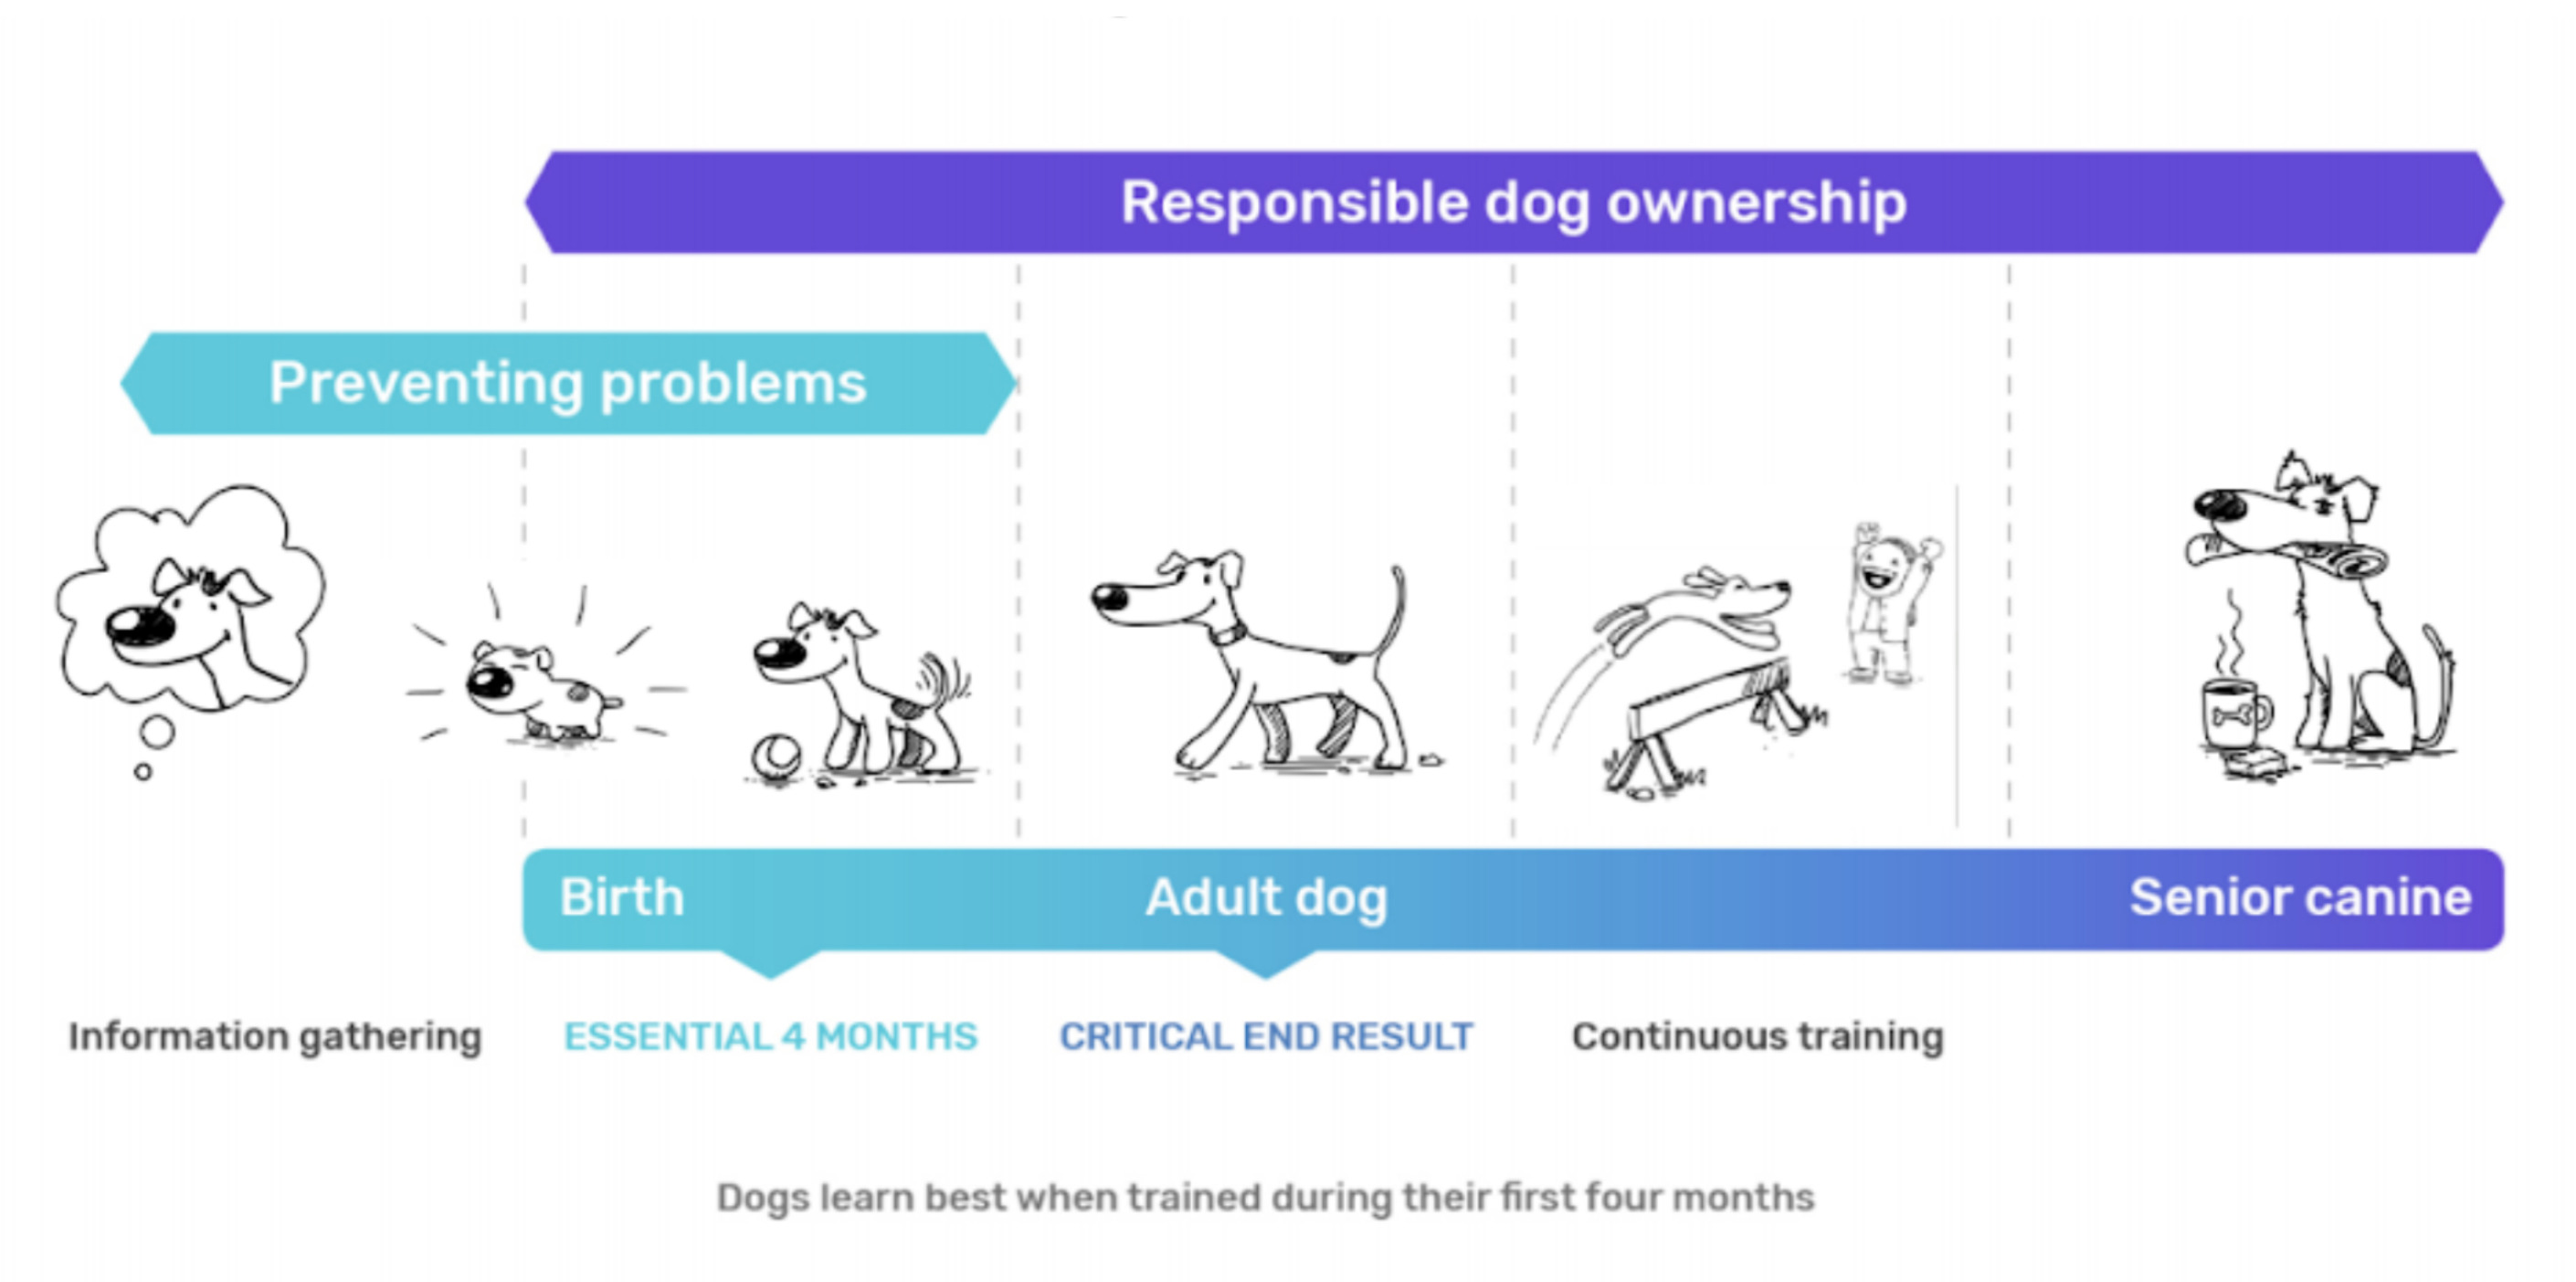 Responsible dog ownership
Preventing problems
Birth
Adult dog
Senior canine
Information gathering
ESSENTIAL 4 MONTHS
CRITICAL END RESULT
Continuous training
Dogs learn best when trained during their first four months